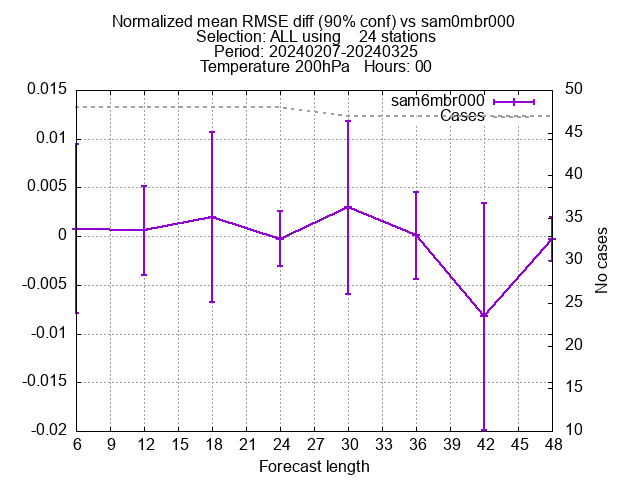 Normalized mean RMSE diff (90% conf) vs sam0mbr000
Selection: ALL using    24 stations
Period: 20240207-20240325
Temperature 200hPa   Hours: 00
sam6mbr000
Cases
0.015
0.01
0.005
0
-0.005
-0.01
-0.015
-0.02
50
45
40
35
30
25
20
15
10
No cases
6 9 12 15 18 21 24 27 30 33 36 39 42 45 48
Forecast length